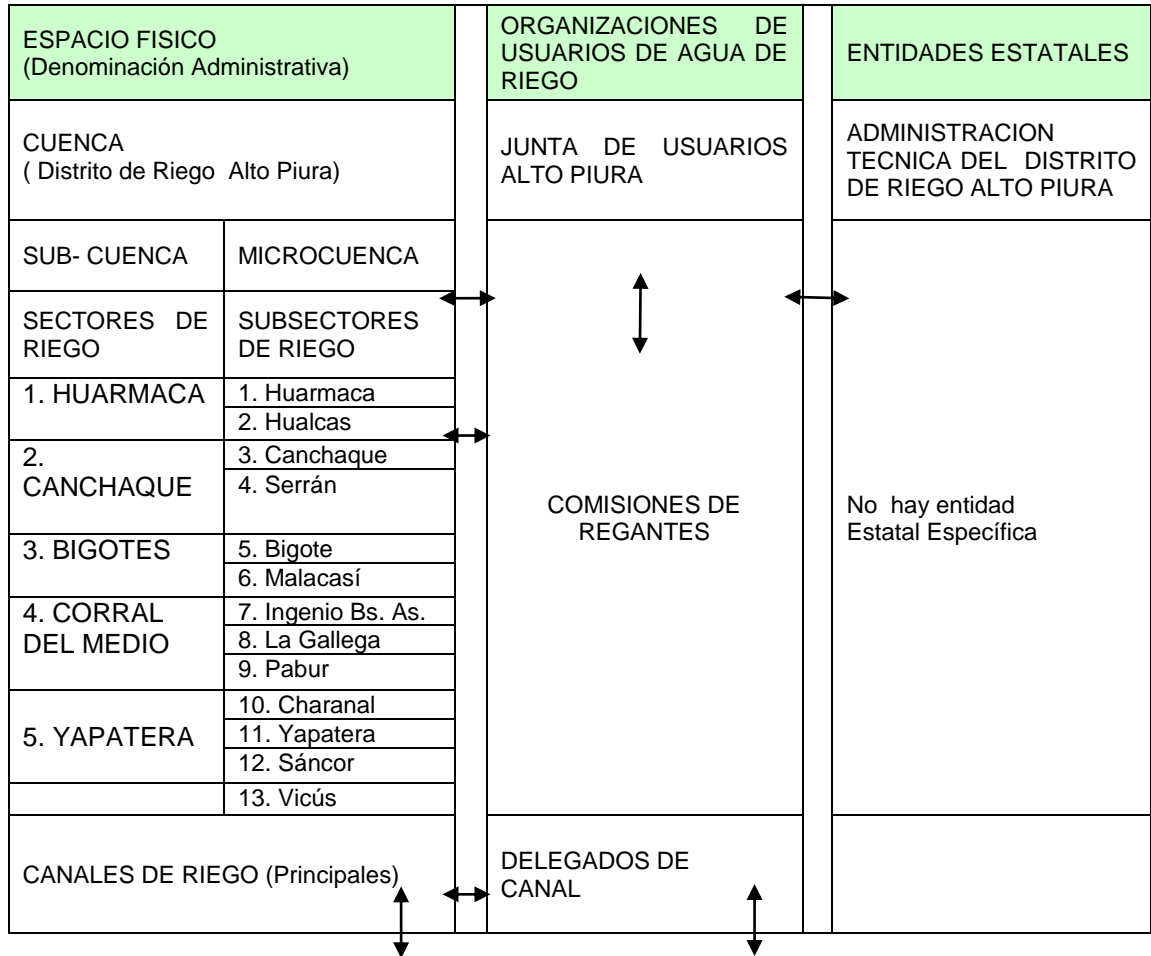 ESPACIO FISICO
(Denominación Administrativa)
ORGANIZACIONES DE
USUARIOS DE AGUA DE
RIEGO
ENTIDADES ESTATALES
CUENCA
( Distrito de Riego Alto Piura)
JUNTA DE USUARIOS
ALTO PIURA
ADMINISTRACION
TECNICA DEL DISTRITO
DE RIEGO ALTO PIURA
SUB- CUENCA
MICROCUENCA
SECTORES DE
RIEGO
SUBSECTORES
DE RIEGO
1. HUARMACA
1. Huarmaca
2. Hualcas
2.
CANCHAQUE
3. Canchaque
4. Serrán
3. BIGOTES
5. Bigote
6. Malacasí
4. CORRAL
DEL MEDIO
7. Ingenio Bs. As.
8. La Gallega
9. Pabur
5. YAPATERA
10. Charanal
11. Yapatera
12. Sáncor
13. Vicús
COMISIONES DE
REGANTES
No hay entidad
Estatal Específica
CANALES DE RIEGO (Principales)
DELEGADOS DE
CANAL